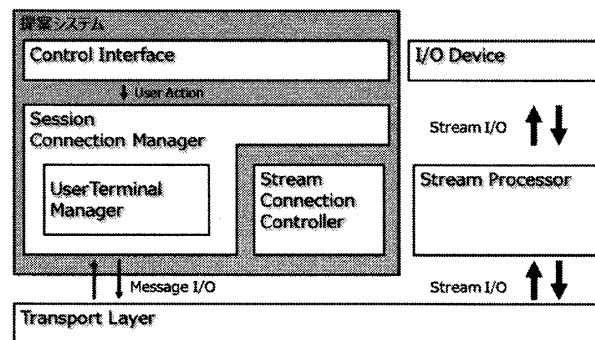 提案システム
Control Interface
I/O Device
User Action
Session
Connection Manager
Stream I/O
UserTerminal
Manager
Stream
Connection
Controller
Stream Processor
Message I/O
Stream I/O
Transport Layer